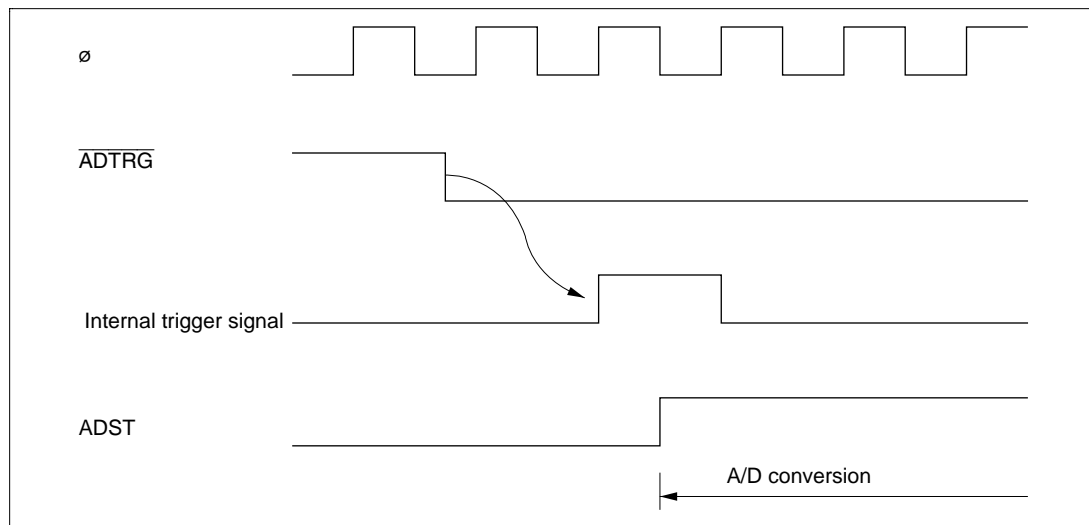 ø
ADTRG
Internal trigger signal
ADST
A/D conversion